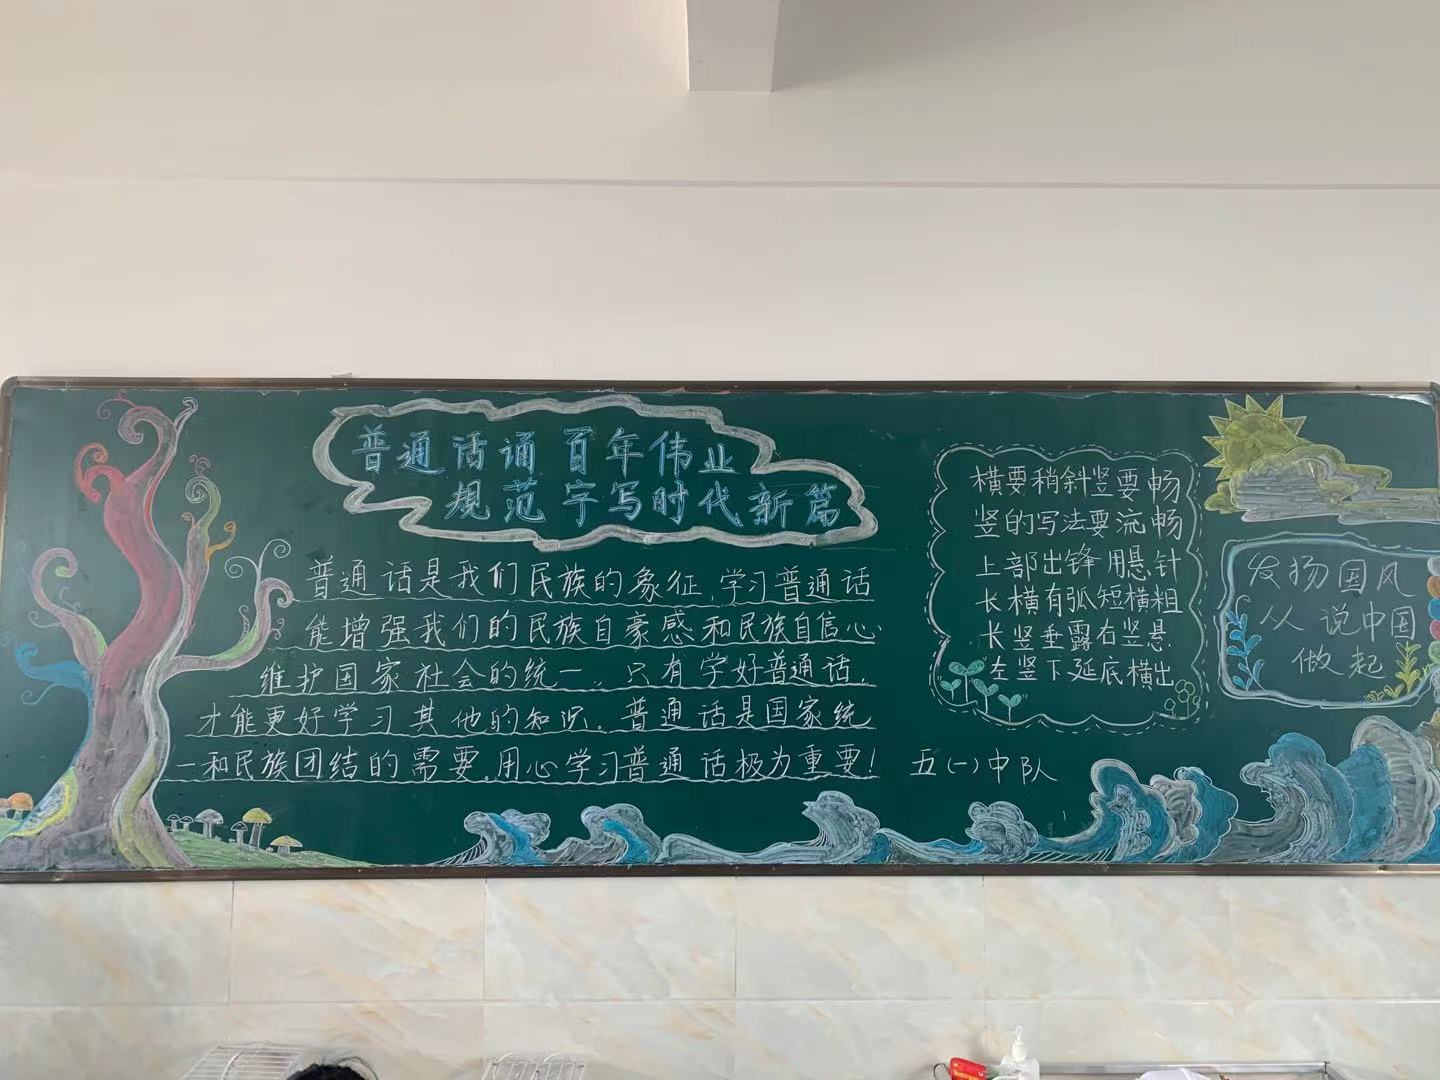 普通话诵百年伟业
规范字写时代新篇
普通话是我们民族的象征,学习普通话
能增强我们的民族自豪感和民族自信心
维护国家社会的统一。只有学好普通话,
才能更好学习其他的知识。普通话是国家统
一和民族团结的需要,用心学习普通话极为重要!
五(一)中队
横要稍斜竖要畅
竖的写法要流畅
上部出锋用悬针
长横有弧短横粗
长竖垂露右竖悬
左竖下延底横出
发扬国风
从说中国
做起